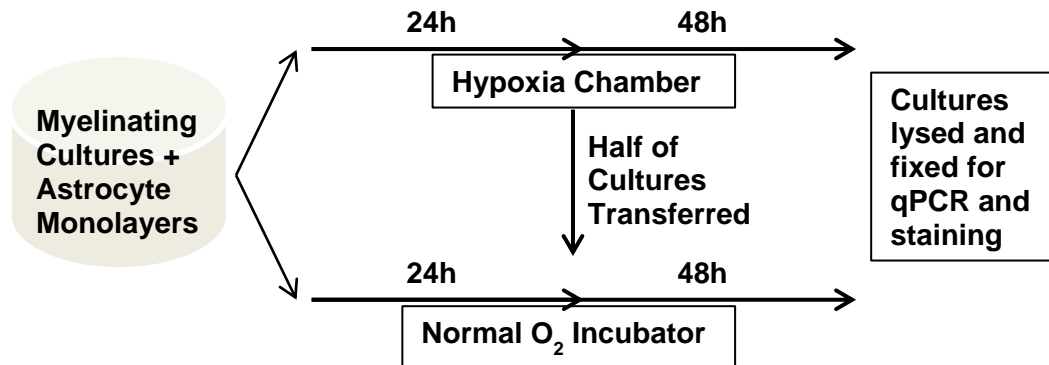 24h 48h
Hypoxia Chamber
Myelinating
Cultures +
Astrocyte
Monolayers
Half of
Cultures
Transferred
Cultures
lysed and
fixed for
qPCR and
staining
24h 48h
Normal O₂ Incubator